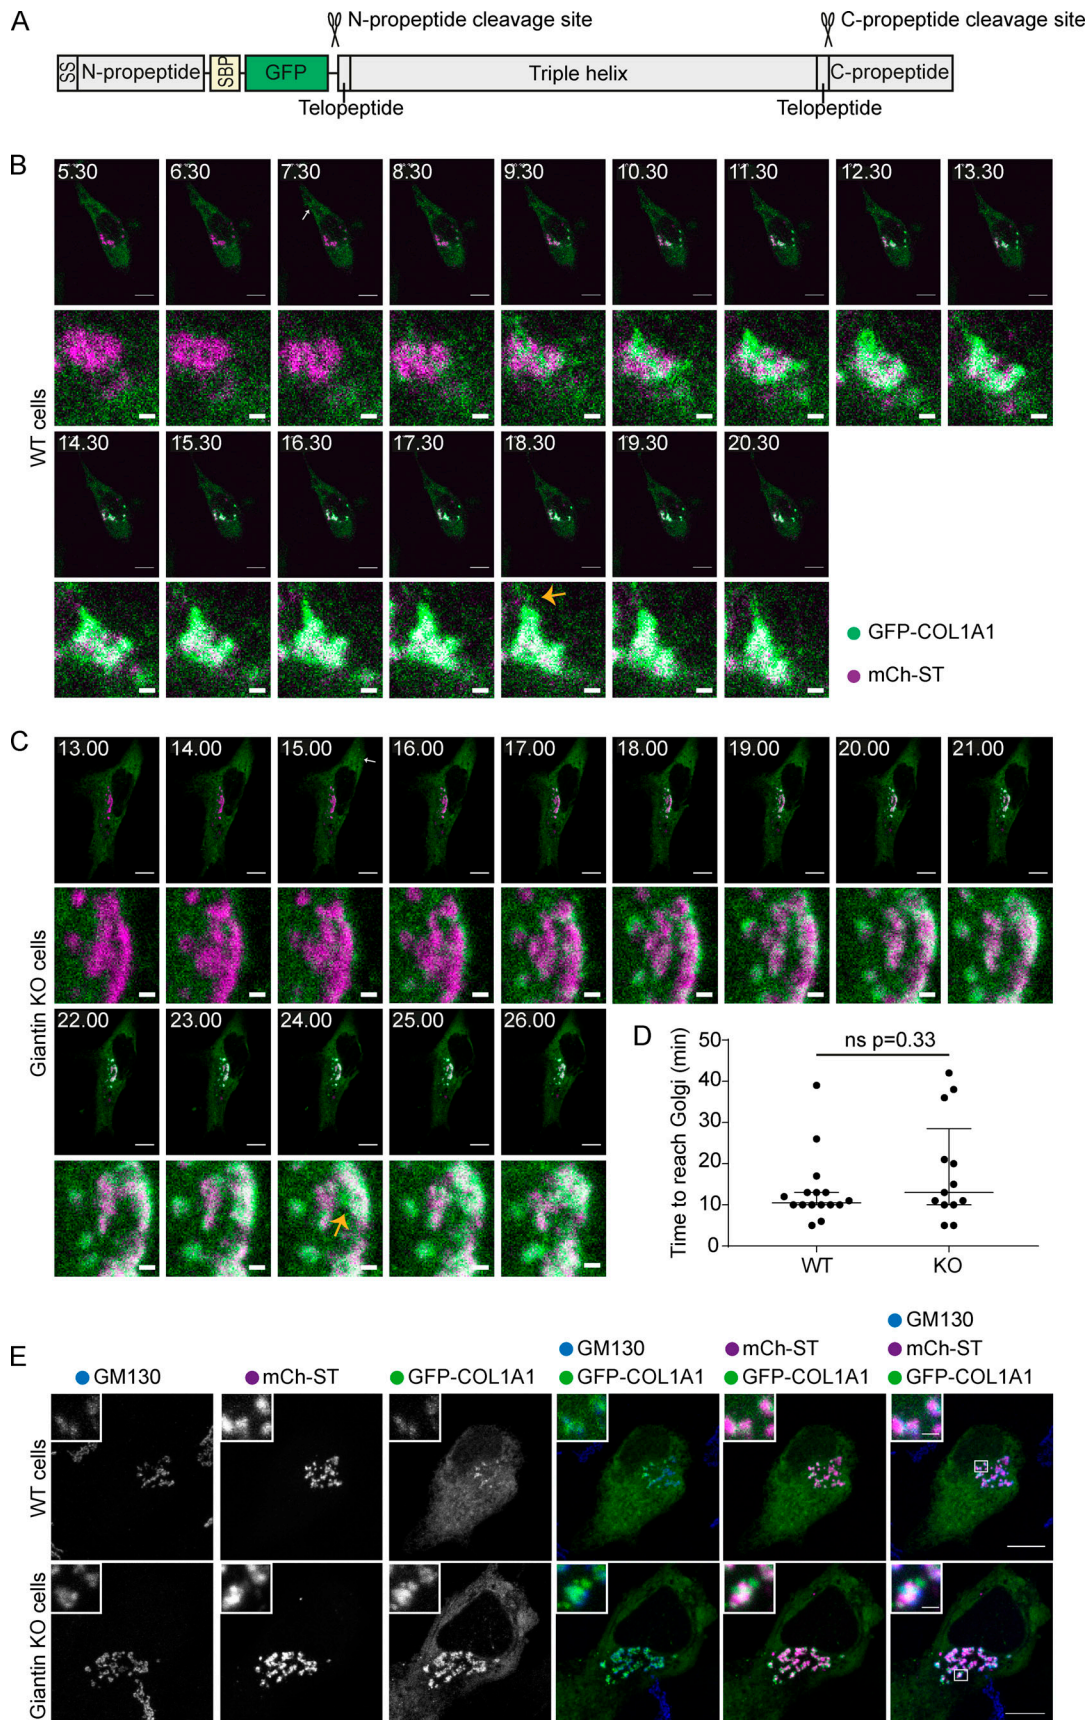 A
N-propeptide cleavage site
C-propeptide cleavage site
SS
N-propeptide
SBP
GFP
Triple helix
C-propeptide
Telopeptide
Telopeptide
B
WT cells
5.30 6.30 7.30 8.30 9.30 10.30 11.30 12.30 13.30
14.30 15.30 16.30 17.30 18.30 19.30 20.30
GFP-COL1A1
mCh-ST
C
Giantin KO cells
13.00 14.00 15.00 16.00 17.00 18.00 19.00 20.00 21.00
22.00 23.00 24.00 25.00 26.00
D
ns p=0.33
Time to reach Golgi (min)
50
40
30
20
10
0
WT KO
E
GM130
mCh-ST
GFP-COL1A1
GM130
GFP-COL1A1
mCh-ST
GFP-COL1A1
GM130
mCh-ST
GFP-COL1A1
WT cells
Giantin KO cells